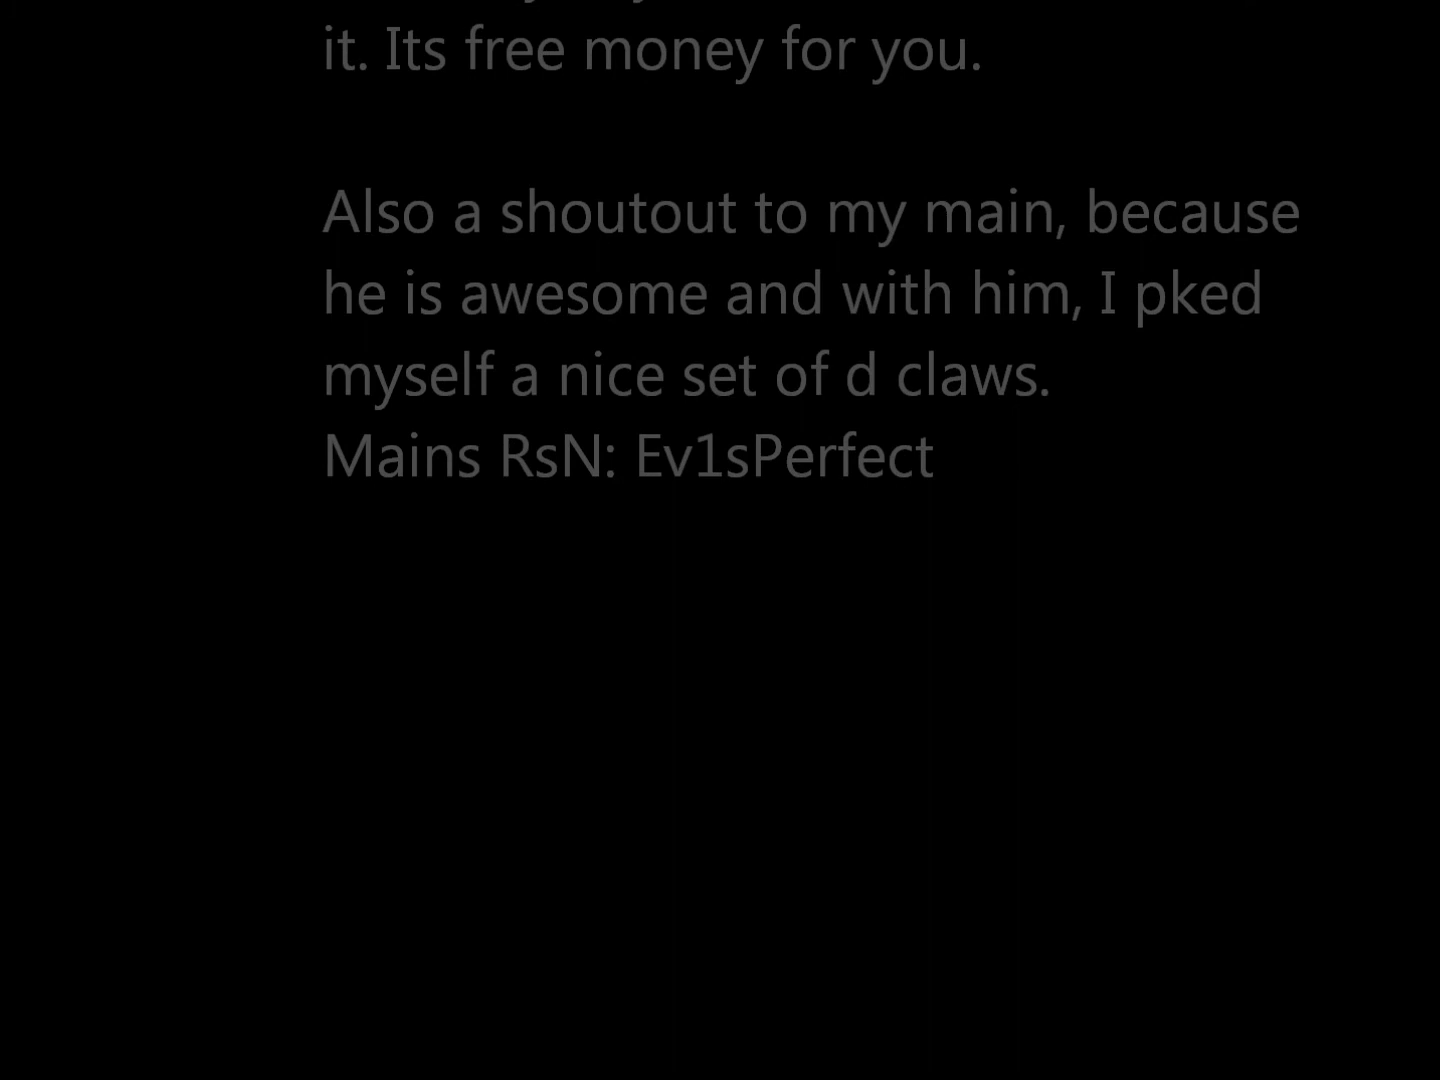 it. Its free money for you.
Also a shoutout to my main, because
he is awesome and with him, I pked
myself a nice set of d claws.
Mains RsN: Ev1sPerfect